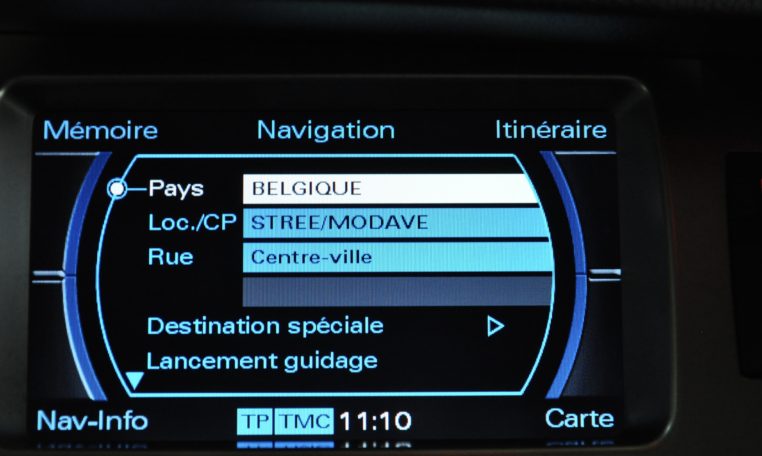 Mémoire Navigation Itinéraire
Pays BELGIQUE
Loc./CP STREE/MODAVE
Rue Centre-ville
Destination spéciale
Lancement guidage
Nav-Info TP TMC 11:10 Carte